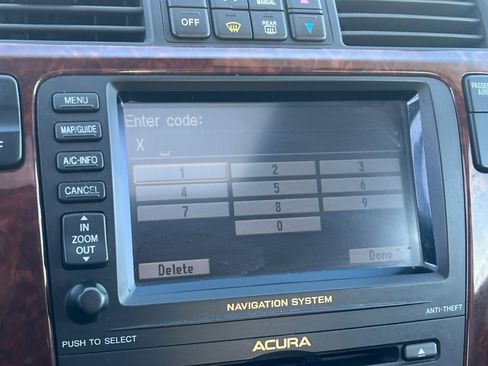 MANUAL
OFF
REAR
MENU
MAP/GUIDE
A/C-INFO
CANCEL
IN
ZOOM
OUT
PUSH TO SELECT
Enter code:
X _
1 2 3
4 5 6
7 8 9
0
Delete Done
NAVIGATION SYSTEM
ANTI-THEFT
ACURA